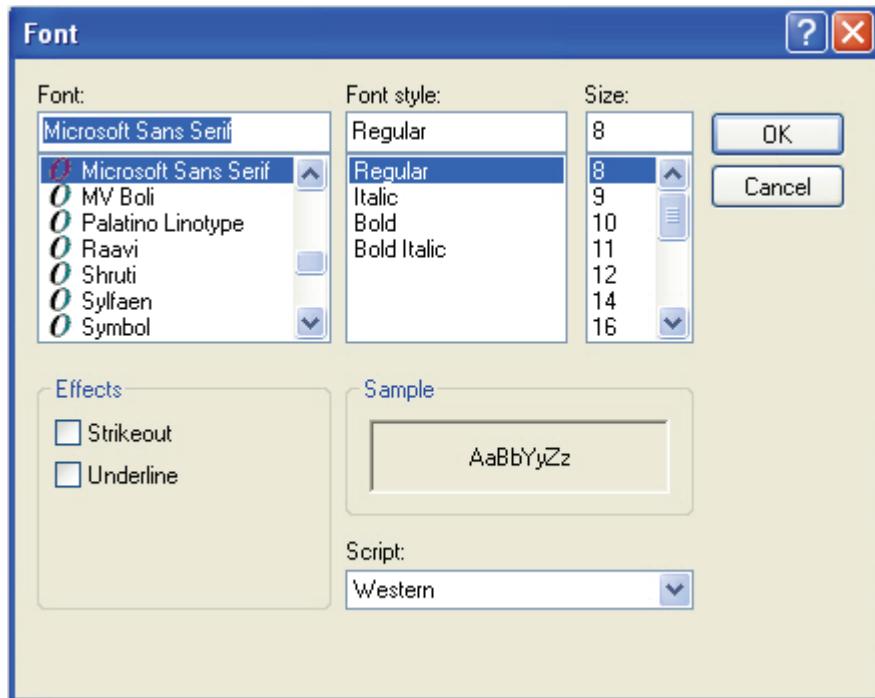 Font
Font:
Font style:
Size:
Microsoft Sans Serif
Regular
8
OK
Microsoft Sans Serif
MV Boli
Palatino Linotype
Raavi
Shruti
Sylfaen
Symbol
Regular
Italic
Bold
Bold Italic
8
9
10
11
12
14
16
Cancel
Effects
Strikeout
Underline
Sample
AaBbYyZz
Script:
Western